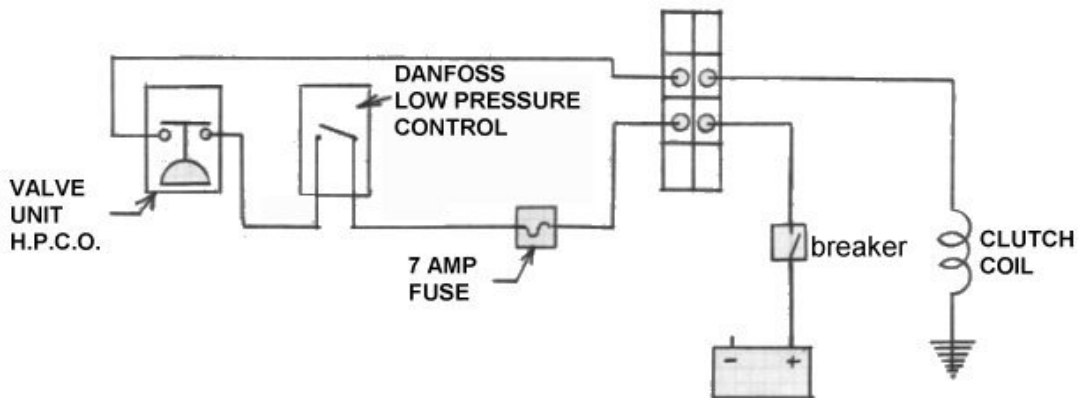 DANFOSS
LOW PRESSURE
CONTROL
VALVE
UNIT
H.P.C.O.
7 AMP
FUSE
breaker
CLUTCH
COIL
- +